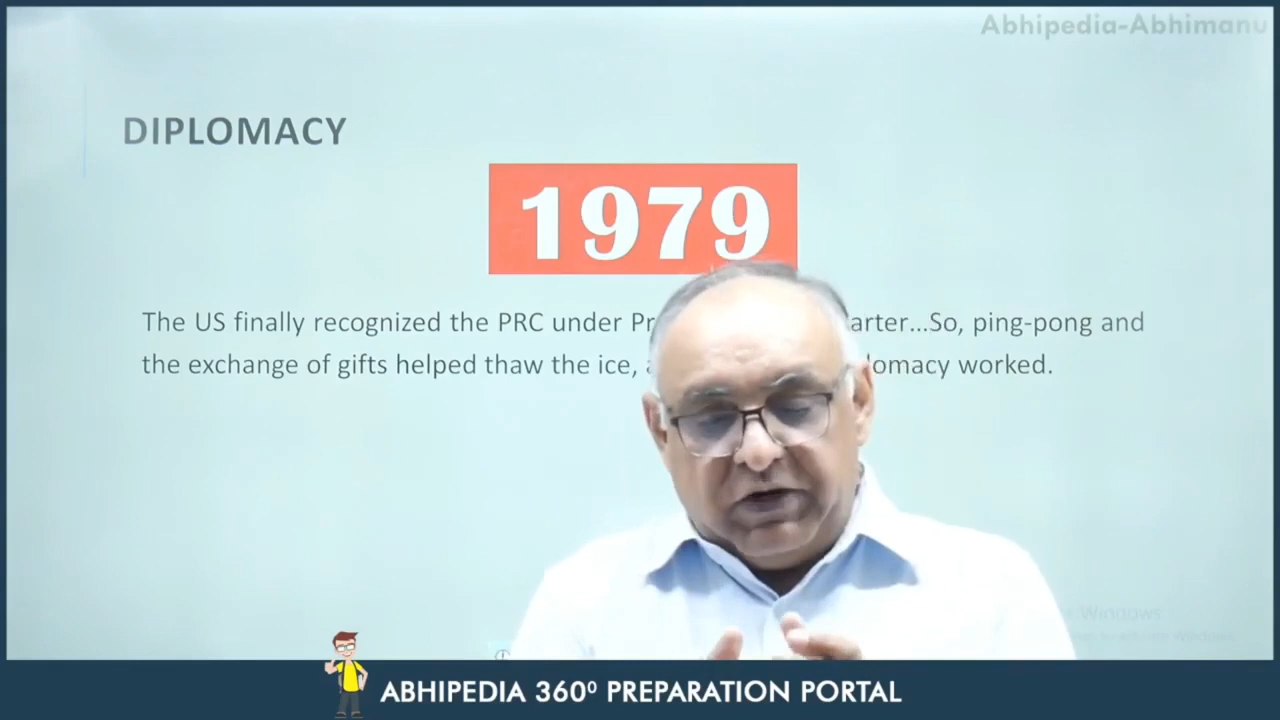 Abhipedia-Abhimanu
DIPLOMACY
1979
The US finally recognized the PRC under Pr arter...So, ping-pong and
the exchange of gifts helped thaw the ice, lomacy worked.
Windows
ABHIPEDIA 360⁰ PREPARATION PORTAL